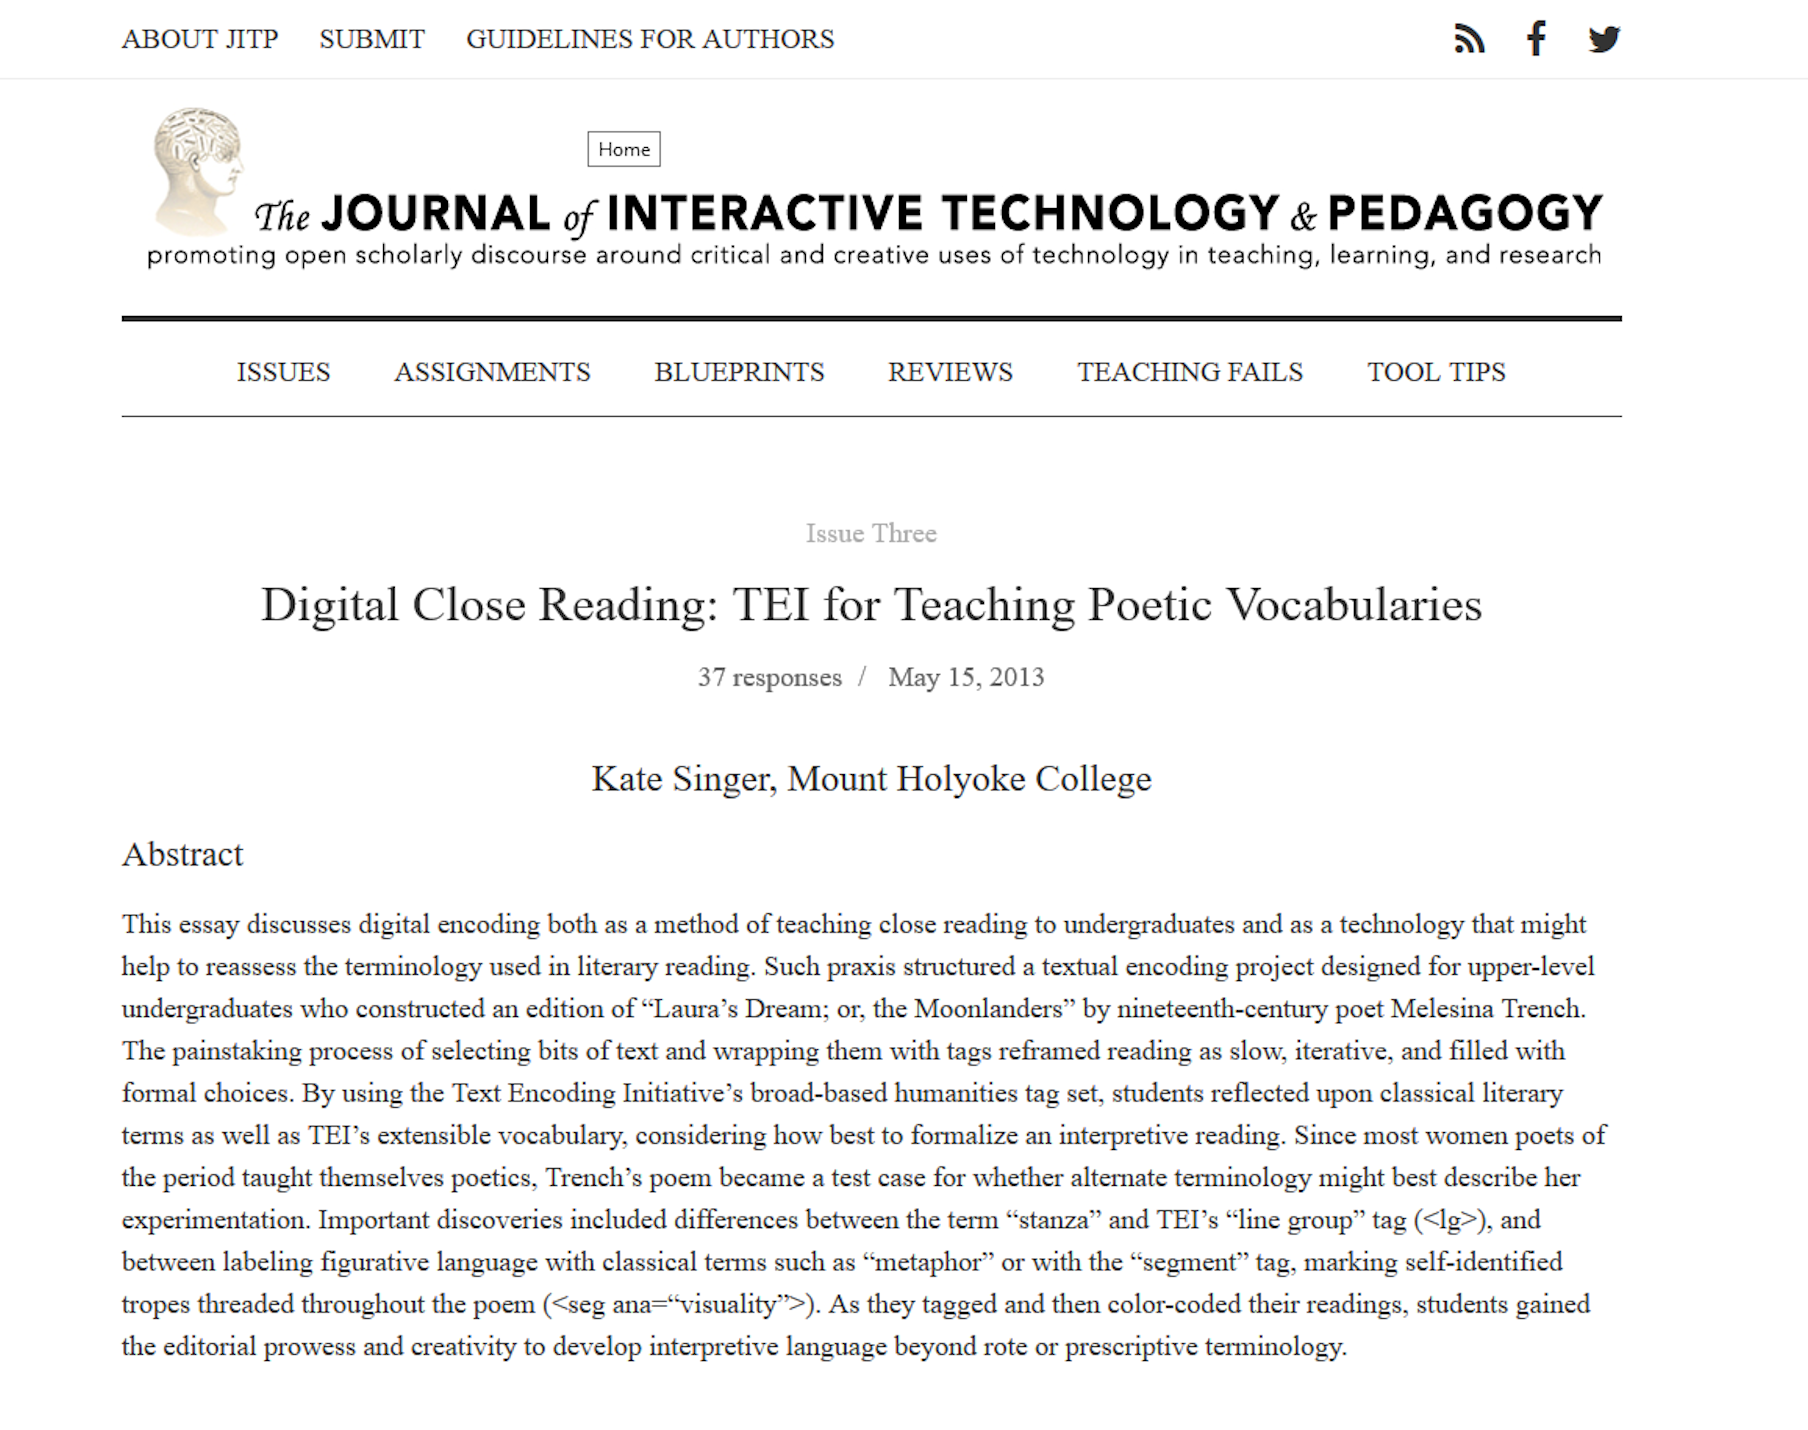 ABOUT JITP SUBMIT GUIDELINES FOR AUTHORS
Home
The JOURNAL of INTERACTIVE TECHNOLOGY & PEDAGOGY
promoting open scholarly discourse around critical and creative uses of technology in teaching, learning, and research
ISSUES ASSIGNMENTS BLUEPRINTS REVIEWS TEACHING FAILS TOOL TIPS
Issue Three
Digital Close Reading: TEI for Teaching Poetic Vocabularies
37 responses / May 15, 2013
Kate Singer, Mount Holyoke College
Abstract
This essay discusses digital encoding both as a method of teaching close reading to undergraduates and as a technology that might
help to reassess the terminology used in literary reading. Such praxis structured a textual encoding project designed for upper-level
undergraduates who constructed an edition of “Laura’s Dream; or, the Moonlanders” by nineteenth-century poet Melesina Trench.
The painstaking process of selecting bits of text and wrapping them with tags reframed reading as slow, iterative, and filled with
formal choices. By using the Text Encoding Initiative’s broad-based humanities tag set, students reflected upon classical literary
terms as well as TEI’s extensible vocabulary, considering how best to formalize an interpretive reading. Since most women poets of
the period taught themselves poetics, Trench’s poem became a test case for whether alternate terminology might best describe her
experimentation. Important discoveries included differences between the term “stanza” and TEI’s “line group” tag (<lg>), and
between labeling figurative language with classical terms such as “metaphor” or with the “segment” tag, marking self-identified
tropes threaded throughout the poem (<seg ana=“visuality”>). As they tagged and then color-coded their readings, students gained
the editorial prowess and creativity to develop interpretive language beyond rote or prescriptive terminology.